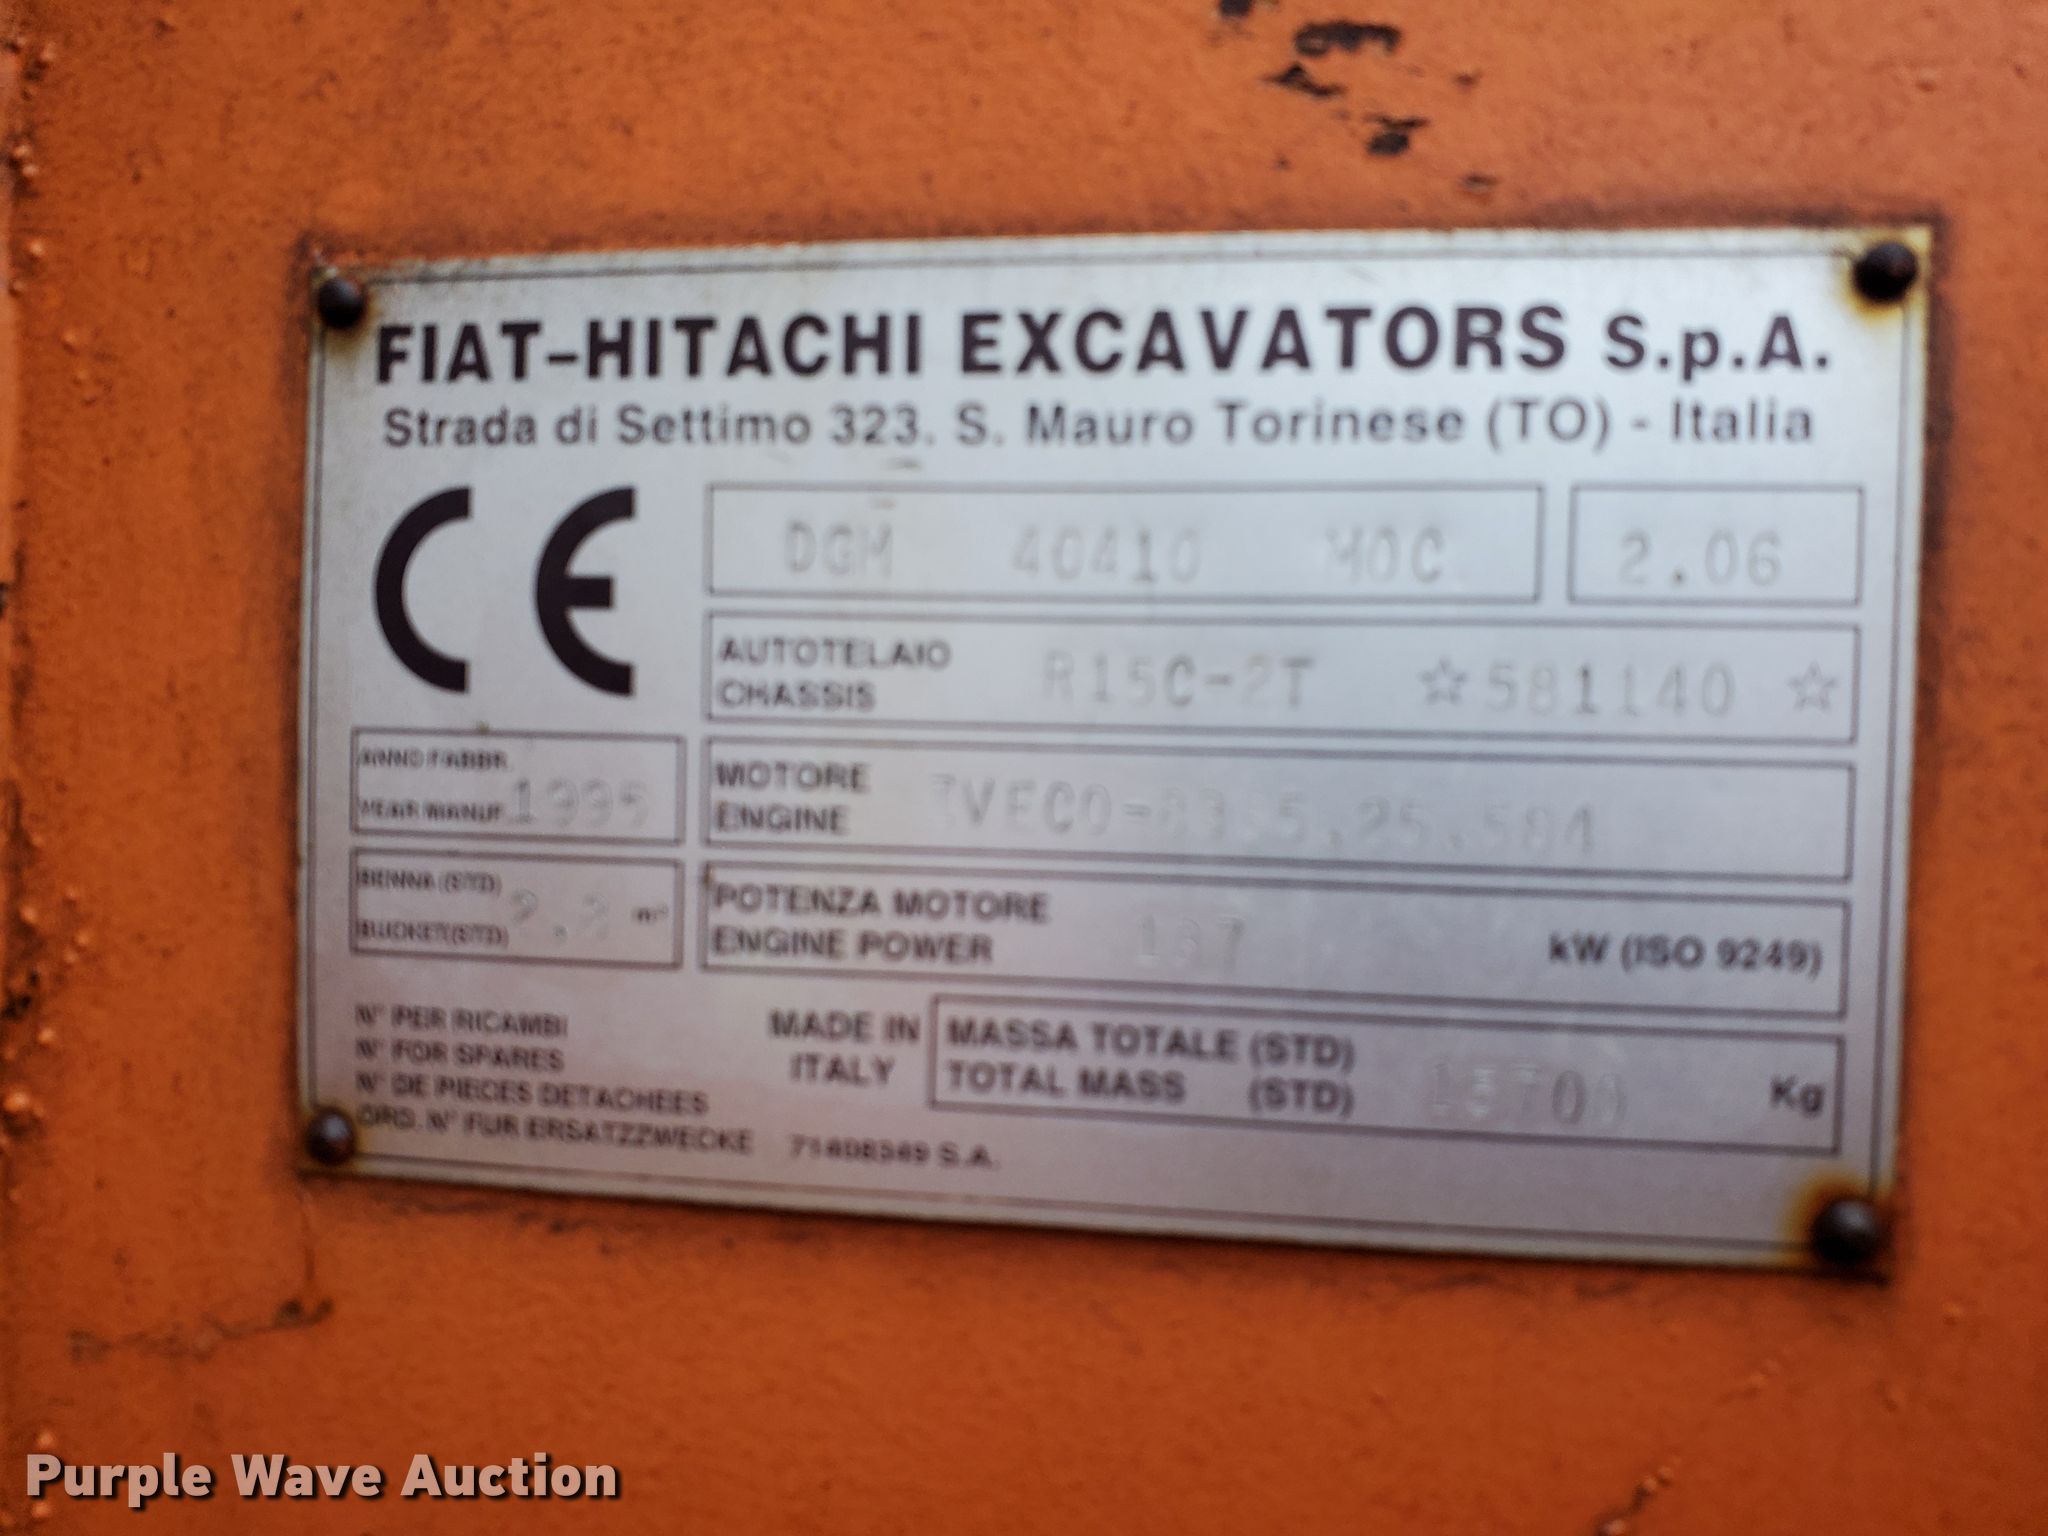 FIAT-HITACHI EXCAVATORS S.p.A.
Strada di Settimo 323. S. Mauro Torinese (TO) - Italia
CE
DGM 40410 MOC 2.06
AUTOTELAIO
CHASSIS
R15C-2T ☆581140 ☆
ANNO FABBR.
YEAR MANUF.
1995
MOTORE
ENGINE
BENNA (STD)
BUCKET(STD)
m³
POTENZA MOTORE
ENGINE POWER
kW (ISO 9249)
N° PER RICAMBI
N° FOR SPARES
N° DE PIECES DETACHEES
ORD. N° FUR ERSATZZWECKE 71408349 S.A.
MADE IN
ITALY
MASSA TOTALE (STD)
TOTAL MASS (STD)
Kg
Purple Wave Auction